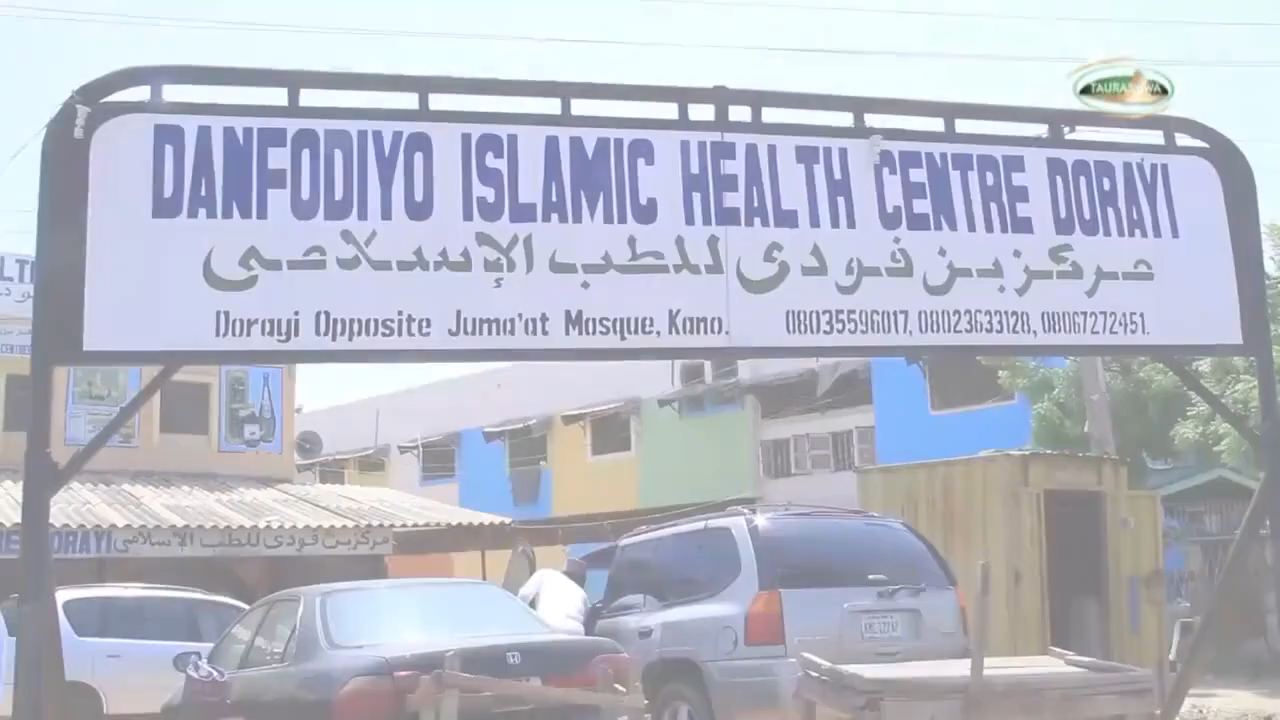 TAURARUWA
DANFODIYO ISLAMIC HEALTH CENTRE DORAYI
مركز بن فودى للطب الإسلامى
Dorayi Opposite Juma'at Mosque, Kano. 08035596017, 08023633128, 08067272451.
DORAYI مركز بن فودى للطب الإسلامى